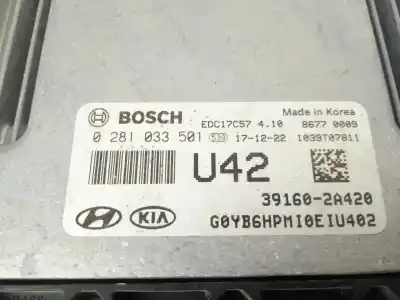 BOSCH EDC17C57 4.10 Made in Korea
8677 0009
0 281 033 501 17-12-22 1039T07811
U42
39160-2A420
KIA G0YB6HPMI0EIU402